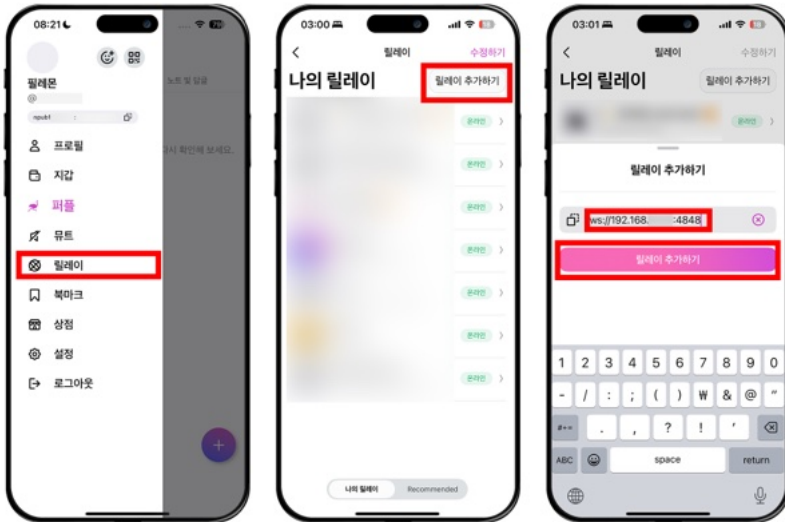 08:21
필레몬
@
npub1 :
프로필
지갑
퍼플
뮤트
릴레이
북마크
상점
설정
로그아웃
노트 및 답글
다시 확인해 보세요.
+
03:00
릴레이
수정하기
나의 릴레이
릴레이 추가하기
온라인
온라인
온라인
온라인
온라인
온라인
온라인
나의 릴레이
Recommended
03:01
릴레이
수정하기
나의 릴레이
릴레이 추가하기
온라인
릴레이 추가하기
ws://192.168. :4848
릴레이 추가하기
1 2 3 4 5 6 7 8 9 0
- / : ; ( ) ₩ & @ "
#+= . , ? ! '
ABC space return